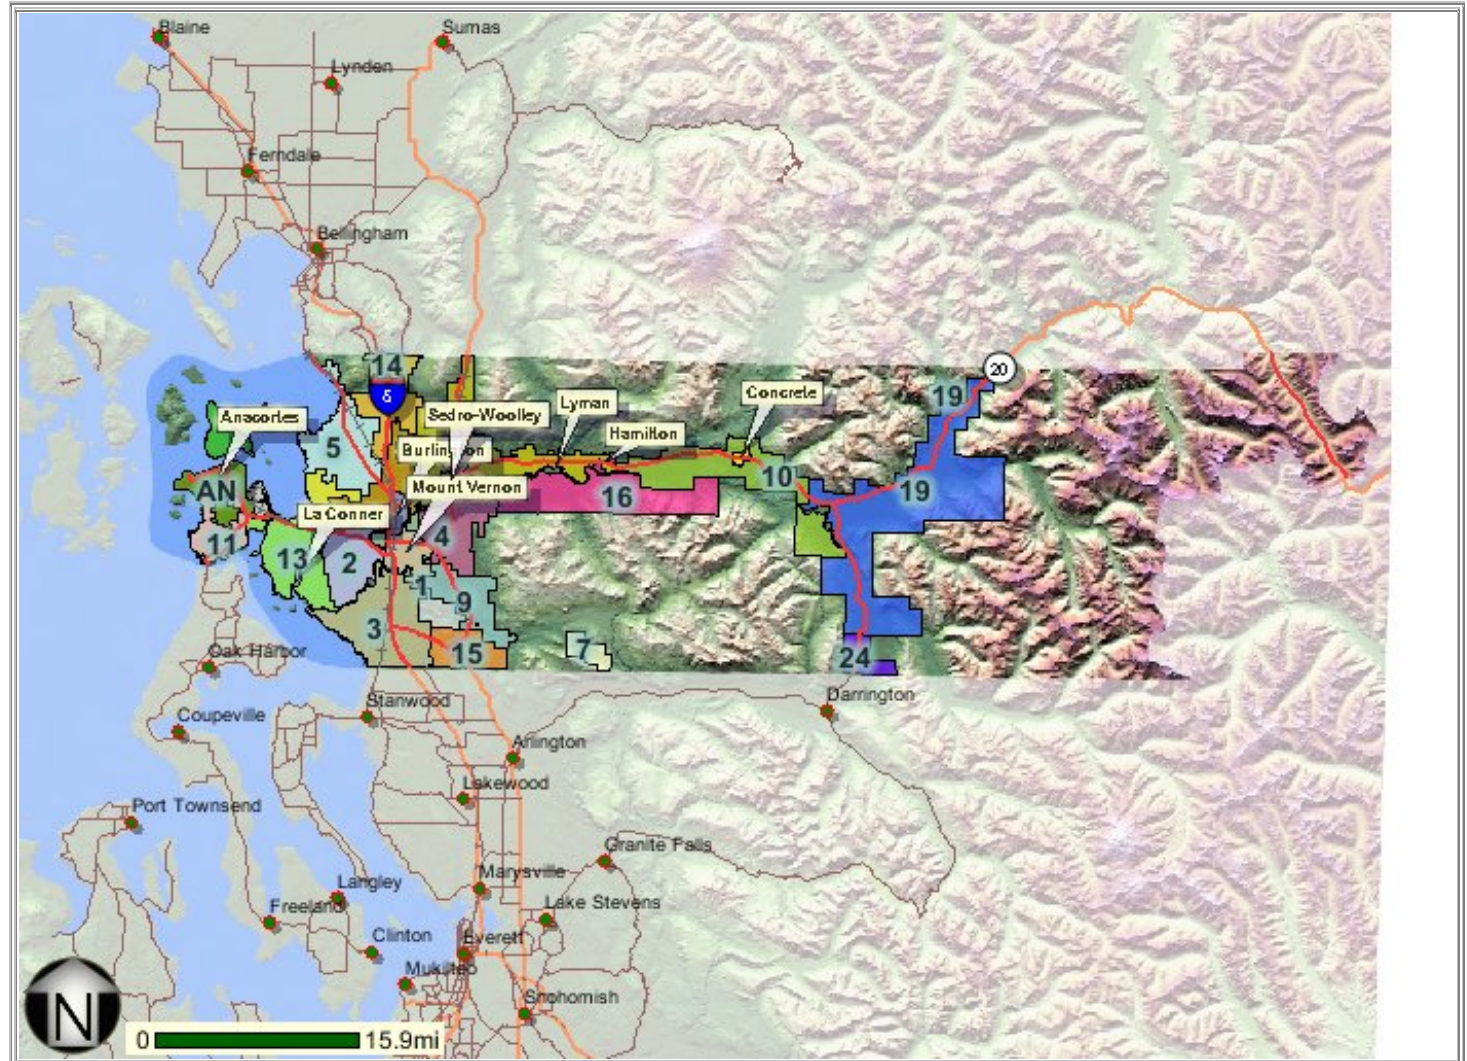 Blaine
Sumas
Lynden
Ferndale
Bellingham
14
5
20
19
Anacortes
Sedro-Woolley
Lyman
Concrete
5
Hamilton
Mount Vernon
AN
16
10
19
La Conner
11
13
2
4
1
9
3
15
7
24
Oak Harbor
Stanwood
Darrington
Coupeville
Arlington
Lakewood
Port Townsend
Granite Falls
Marysville
Langley
Lake Stevens
Freeland
Clinton
Everett
Mukilteo
Snohomish
N
0
15.9mi